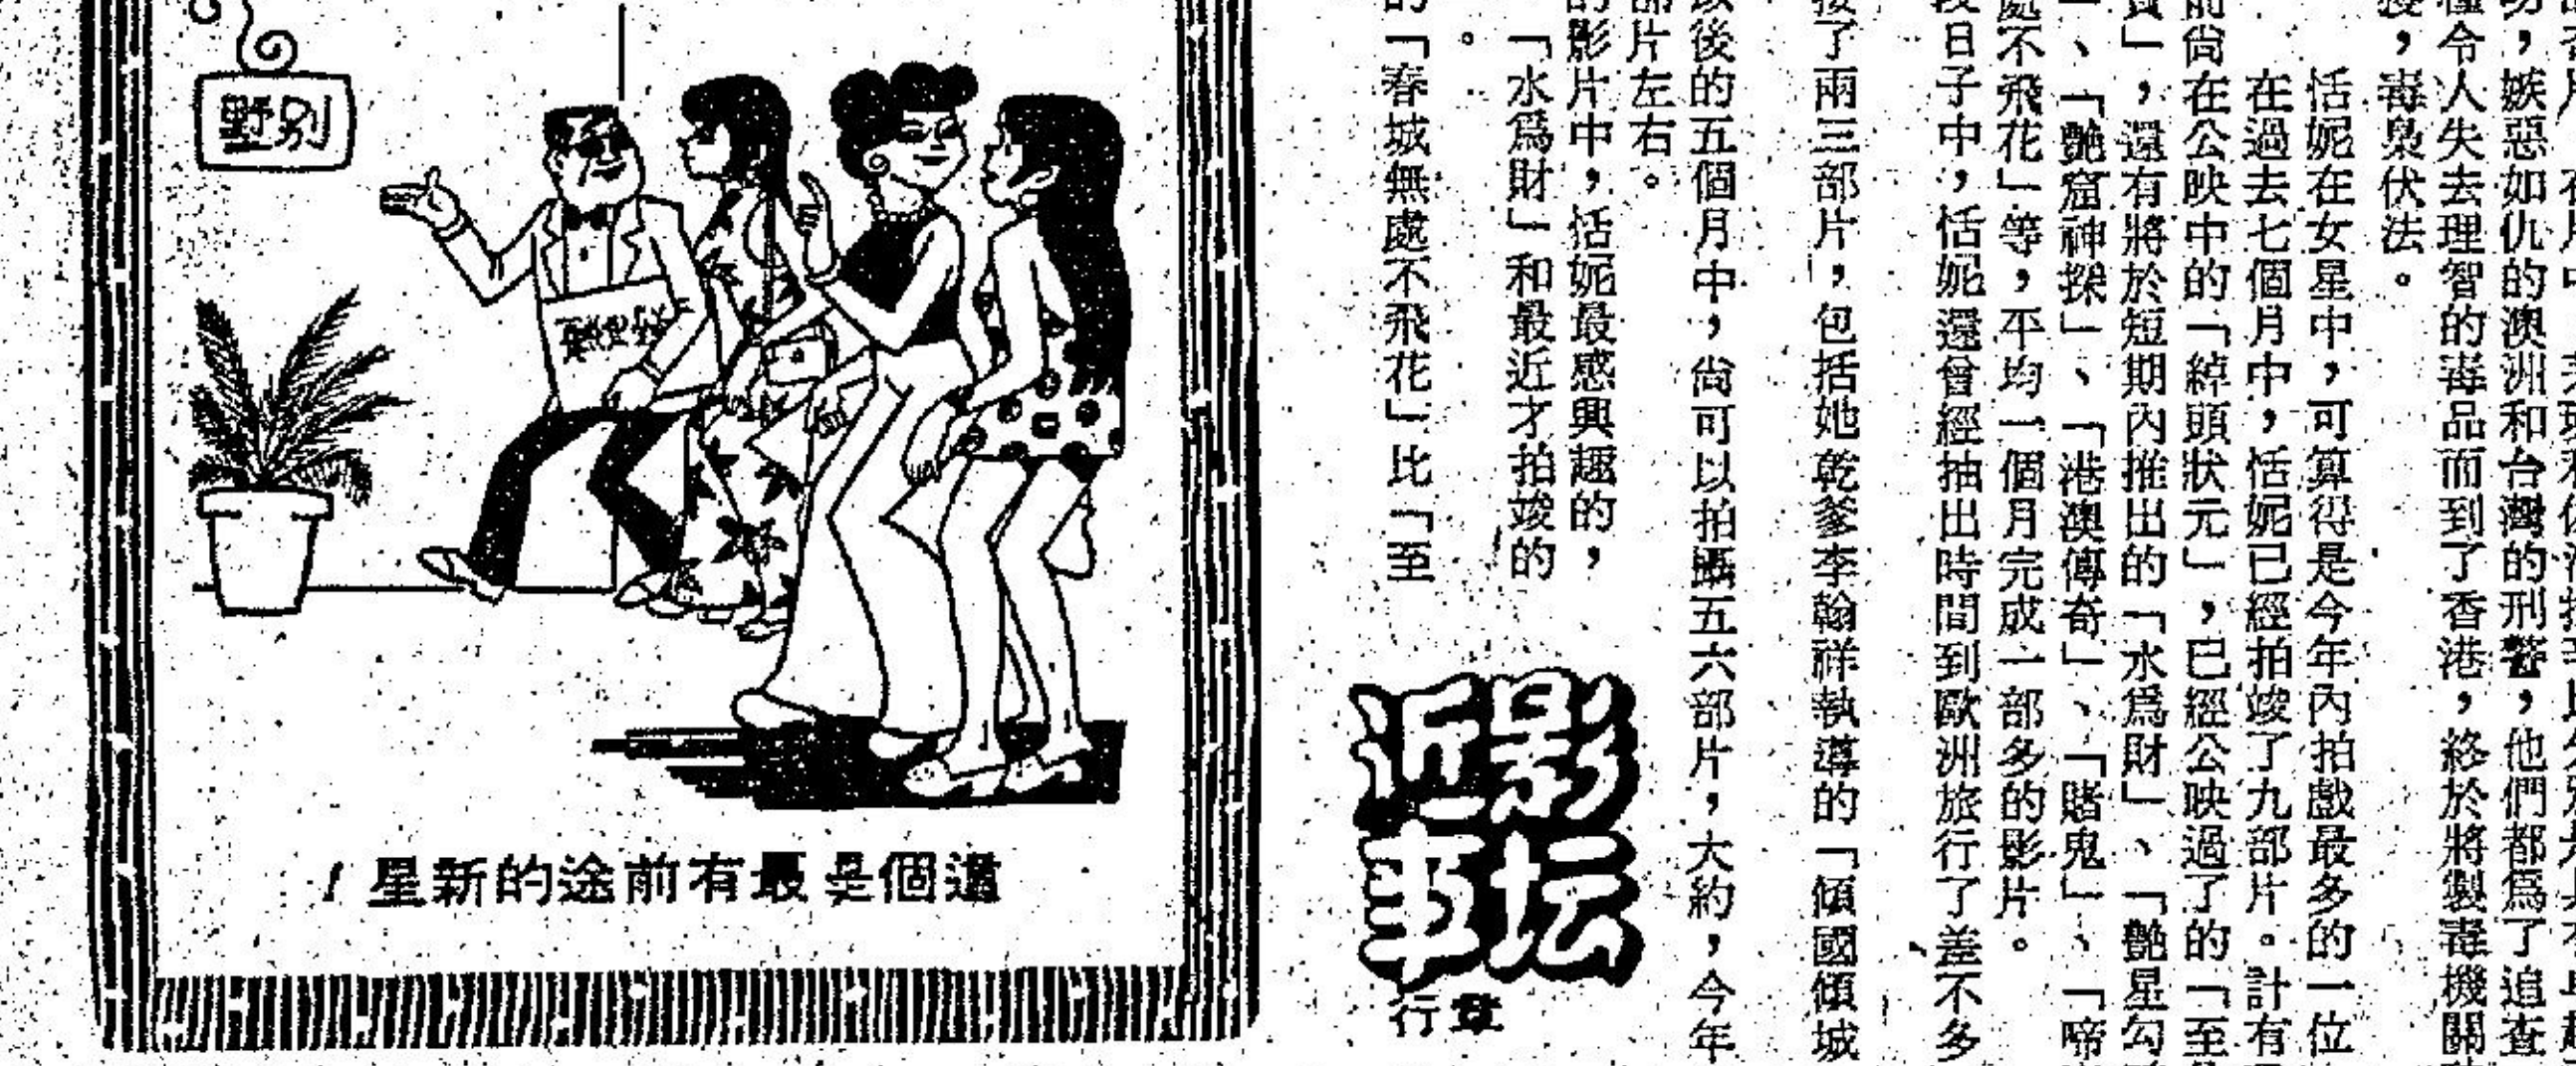 ，毒梟伏法。
種令人失去理智的毒品而到了香港，終於將製毒機關
，嫉惡如仇的澳洲和台灣的刑警，他們都爲了追查
恬妮在女星中，可算得是今年內拍戲最多的一位
在過去七個月中，恬妮已經拍竣了九部片。計有
前尙在公映中的「綽頭狀元」，已經公映過了的「至
」，還有將於短期內推出的「水爲財」、「艶星勾
」、「艶窟神探」、「港澳傳奇」、「賭鬼」、「啼
處不飛花」等，平均一個月完成一部多的影片。
段日子中，恬妮還曾經抽出時間到歐洲旅行了差不多
接了兩三部片，包括她乾爹李翰祥執導的「傾國傾城
以後的五個月中，尙可以拍攝五六部片，大約，今年
部片左右。
的影片中，恬妮最感興趣的，
「水爲財」和最近才拍竣的
。
的「春城無處不飛花」比「至
影近
坛事
章行
別墅
這個是最有前途的新星！